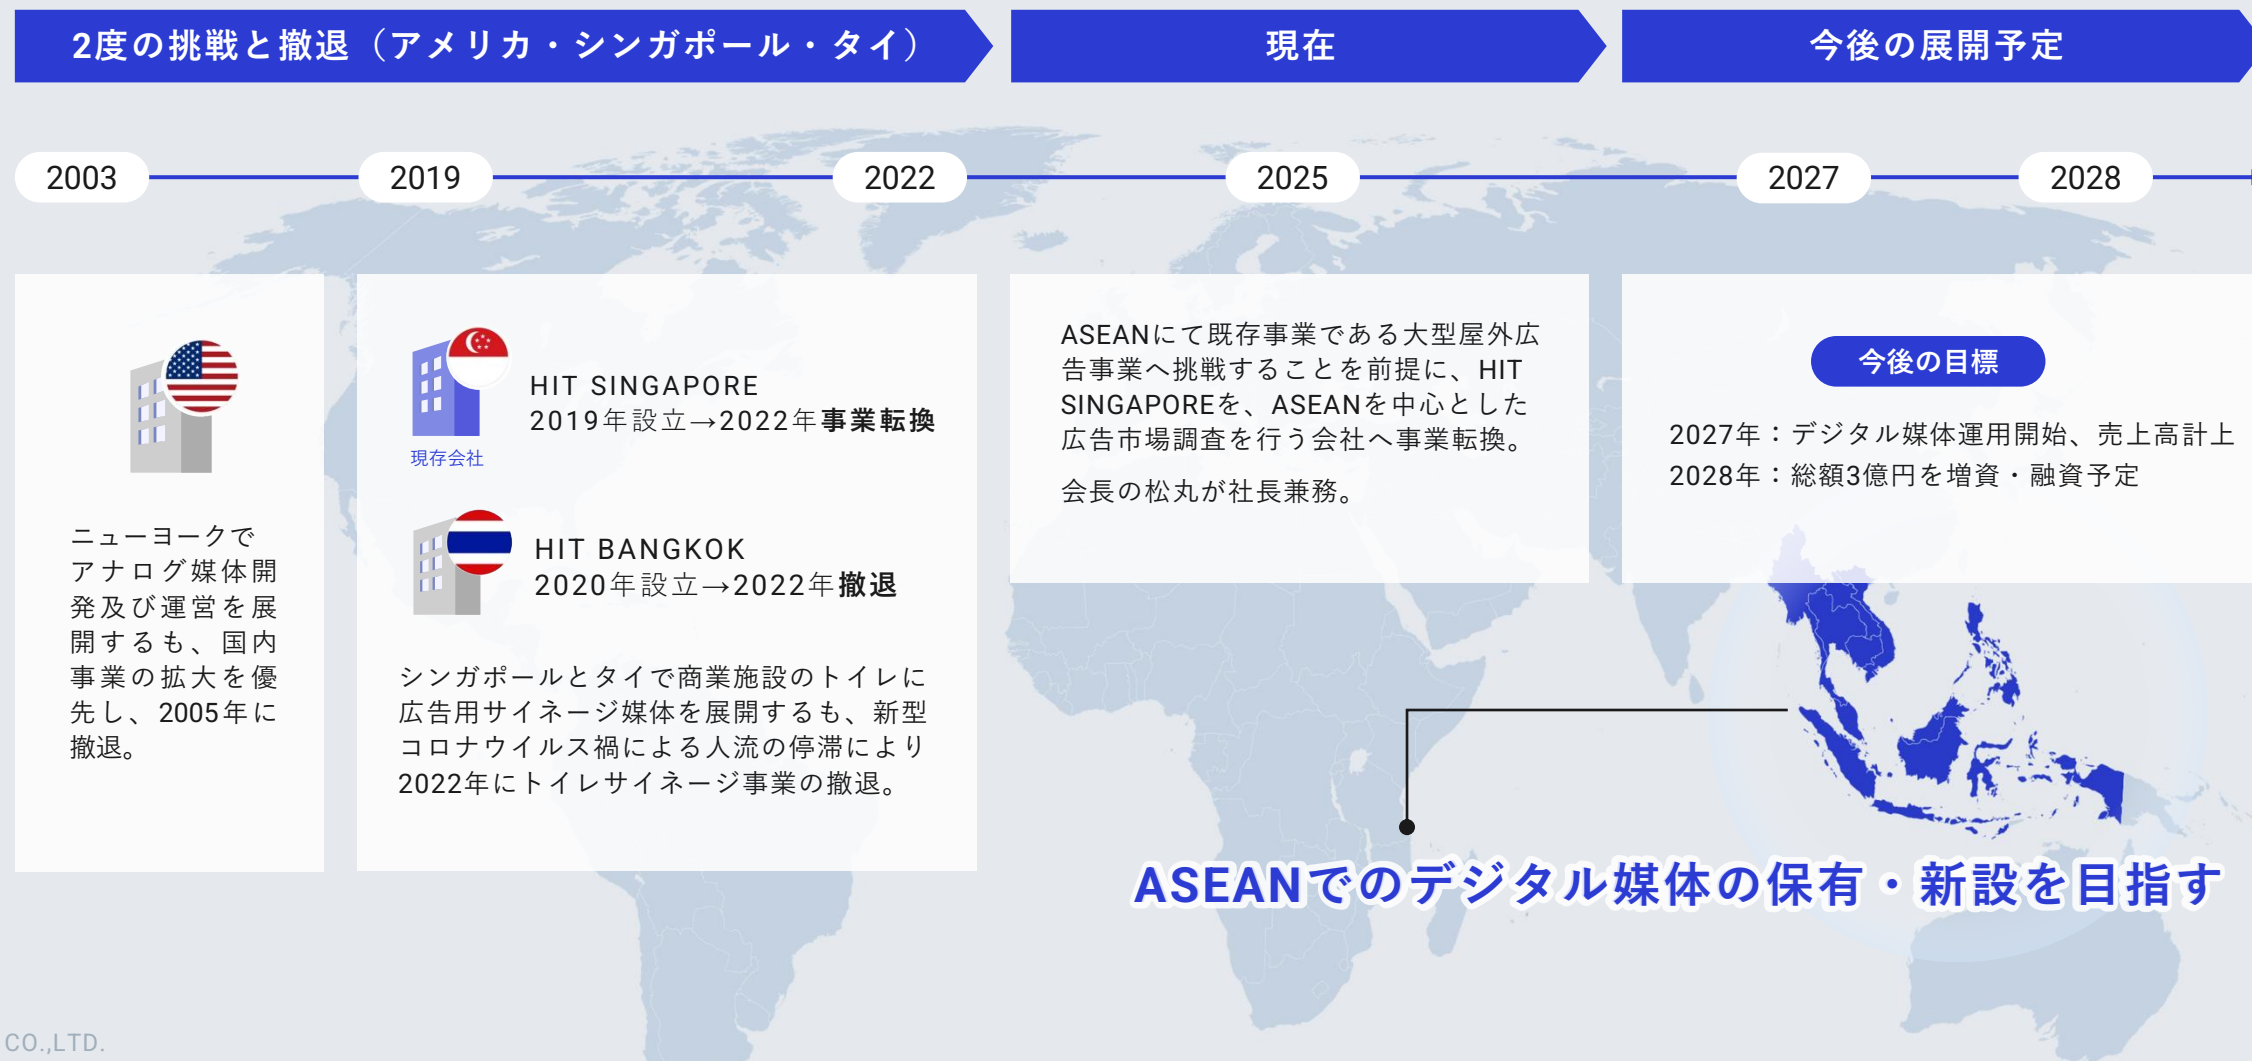 2度の挑戦と撤退（アメリカ・シンガポール・タイ）
現在
今後の展開予定
2003
2019
2022
2025
2027
2028
ニューヨークで
アナログ媒体開
発及び運営を展
開するも、国内
事業の拡大を優
先し、2005年に
撤退。
HIT SINGAPORE
2019年設立→2022年事業転換
現存会社
HIT BANGKOK
2020年設立→2022年撤退
シンガポールとタイで商業施設のトイレに
広告用サイネージ媒体を展開するも、新型
コロナウイルス禍による人流の停滞により
2022年にトイレサイネージ事業の撤退。
ASEANにて既存事業である大型屋外広
告事業へ挑戦することを前提に、HIT
SINGAPOREを、ASEANを中心とした
広告市場調査を行う会社へ事業転換。
会長の松丸が社長兼務。
今後の目標
2027年：デジタル媒体運用開始、売上高計上
2028年：総額3億円を増資・融資予定
ASEANでのデジタル媒体の保有・新設を目指す
CO.,LTD.